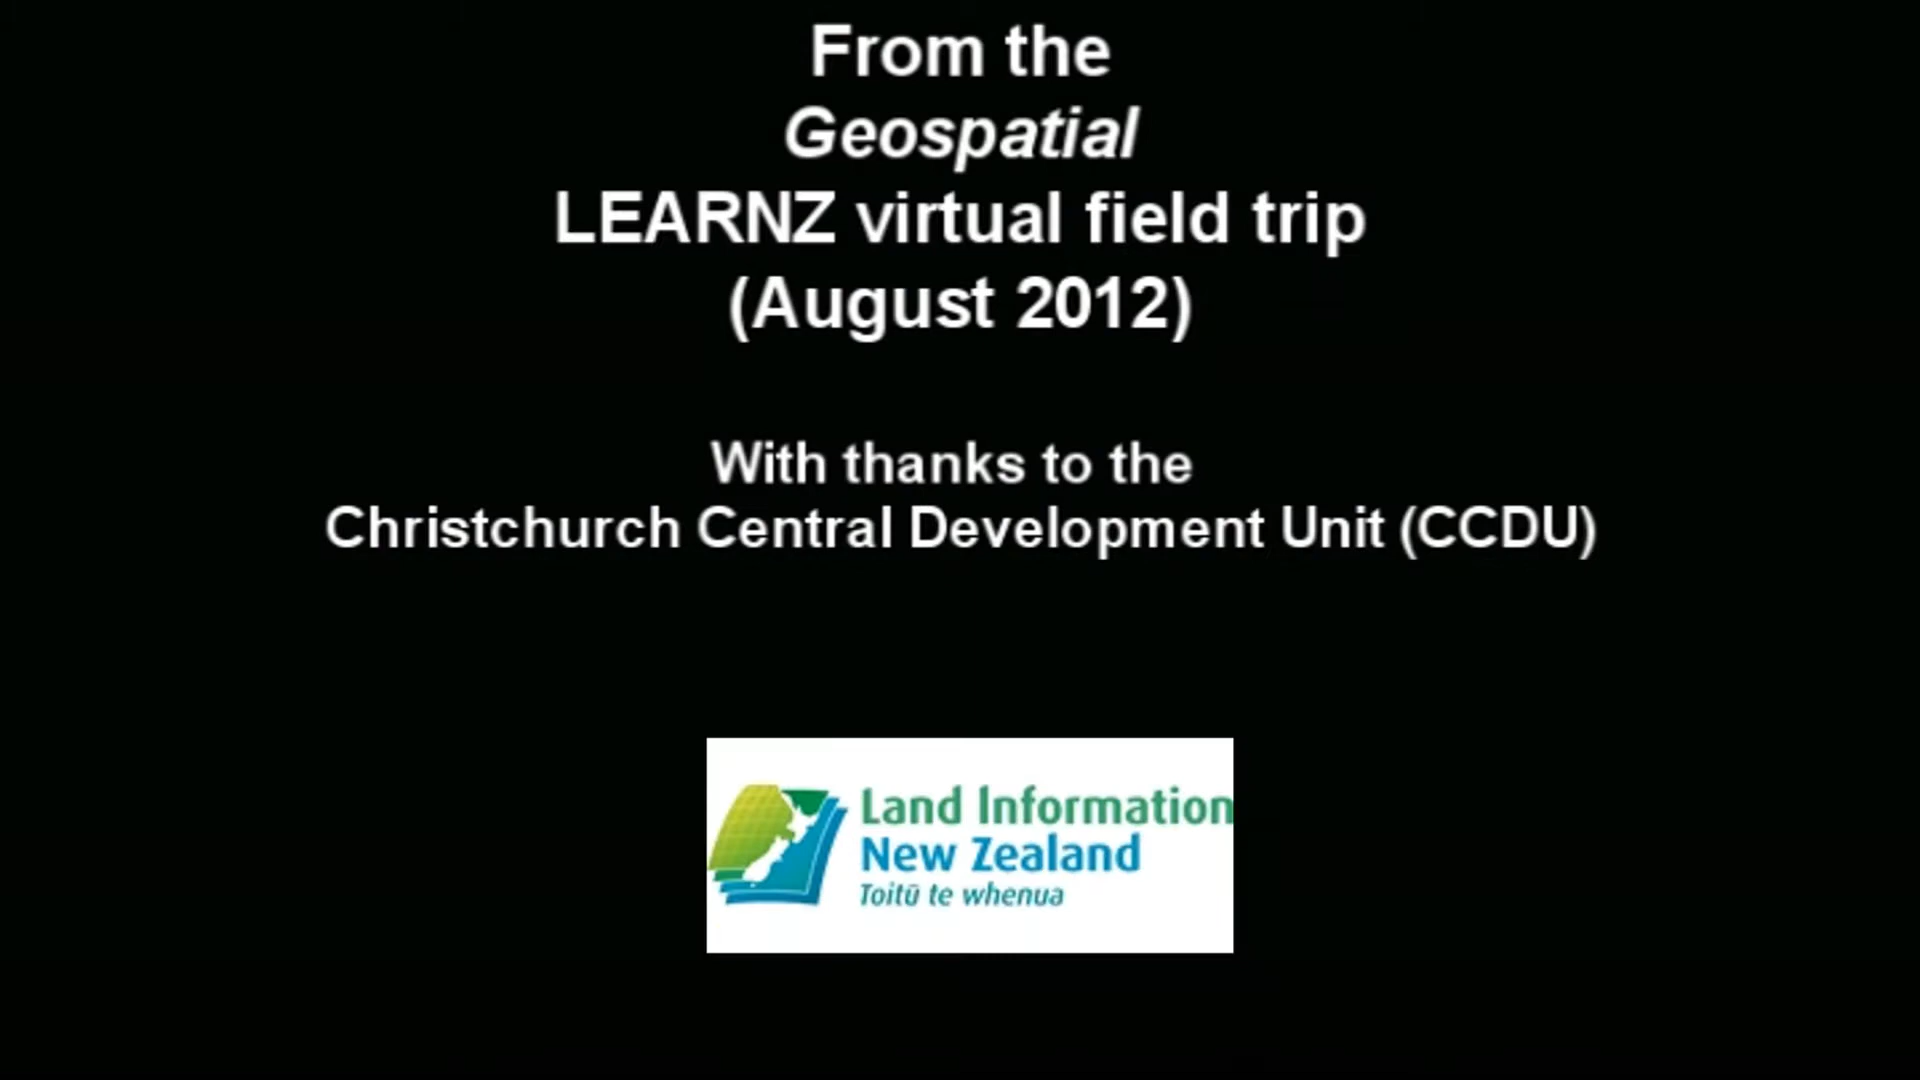 From the
Geospatial
LEARNZ virtual field trip
(August 2012)
With thanks to the
Christchurch Central Development Unit (CCDU)
Land Information
New Zealand
Toitū te whenua